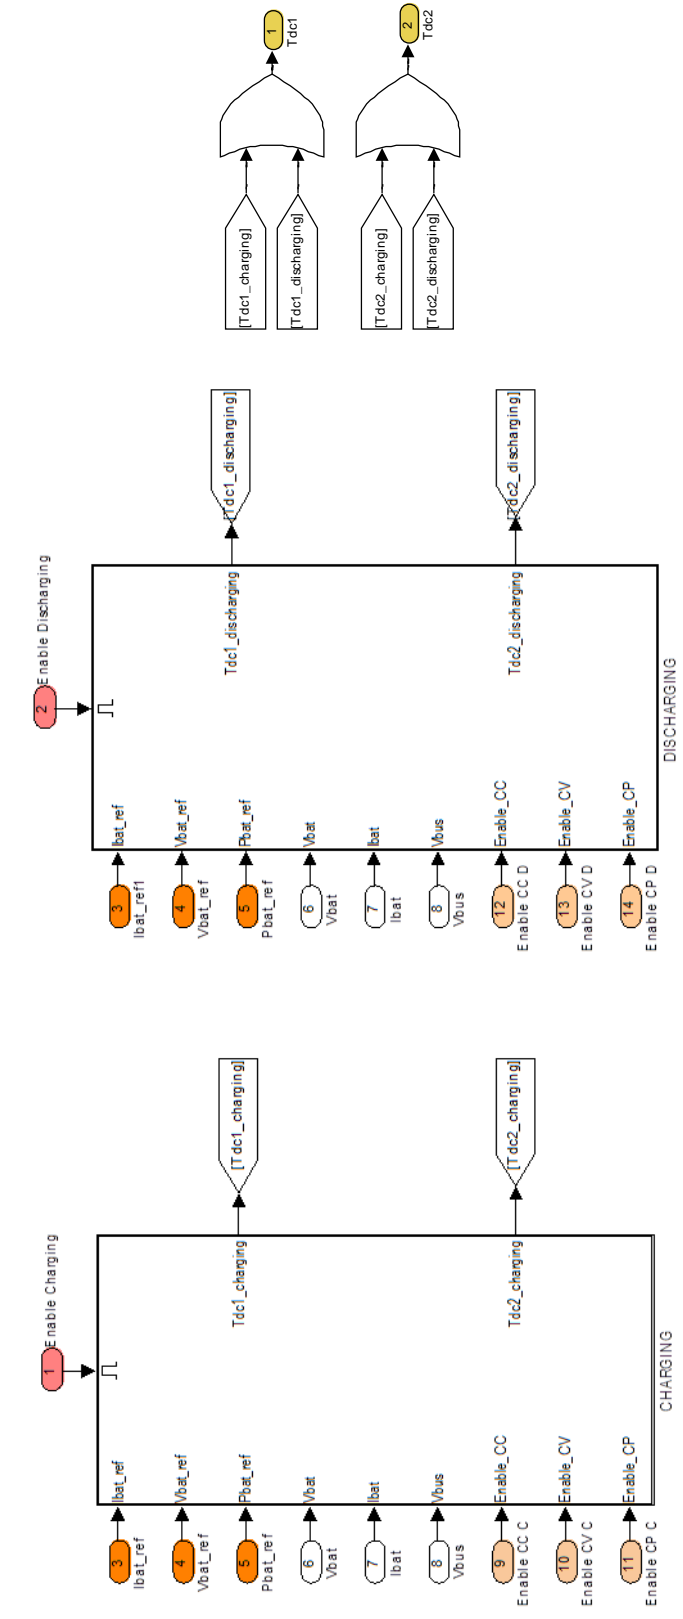 1
Enable Charging
3
Ibat_ref
Ibat_ref
4
Vbat_ref
Vbat_ref
5
Pbat_ref
Pbat_ref
6
Vbat
Vbat
7
Ibat
Ibat
8
Vbus
Vbus
9
Enable CC C
Enable_CC
10
Enable CV C
Enable_CV
11
Enable CP C
Enable_CP
Tdc1_charging
[Tdc1_charging]
Tdc2_charging
[Tdc2_charging]
CHARGING
2
Enable Discharging
3
Ibat_ref1
Ibat_ref
4
Vbat_ref
Vbat_ref
5
Pbat_ref
Pbat_ref
6
Vbat
Vbat
7
Ibat
Ibat
8
Vbus
Vbus
12
Enable CC D
Enable_CC
13
Enable CV D
Enable_CV
14
Enable CP D
Enable_CP
Tdc1_discharging
[Tdc1_discharging]
Tdc2_discharging
[Tdc2_discharging]
DISCHARGING
[Tdc1_charging]
[Tdc1_discharging]
1
Tdc1
[Tdc2_charging]
[Tdc2_discharging]
2
Tdc2